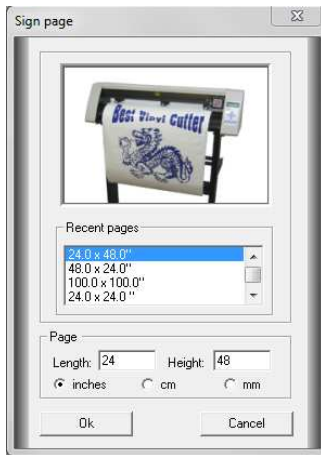 Sign page
Best Vinyl Cutter
Recent pages
24.0 x 48.0"
48.0 x 24.0"
100.0 x 100.0"
24.0 x 24.0 "
Page
Length: 24 Height: 48
inches cm mm
Ok Cancel